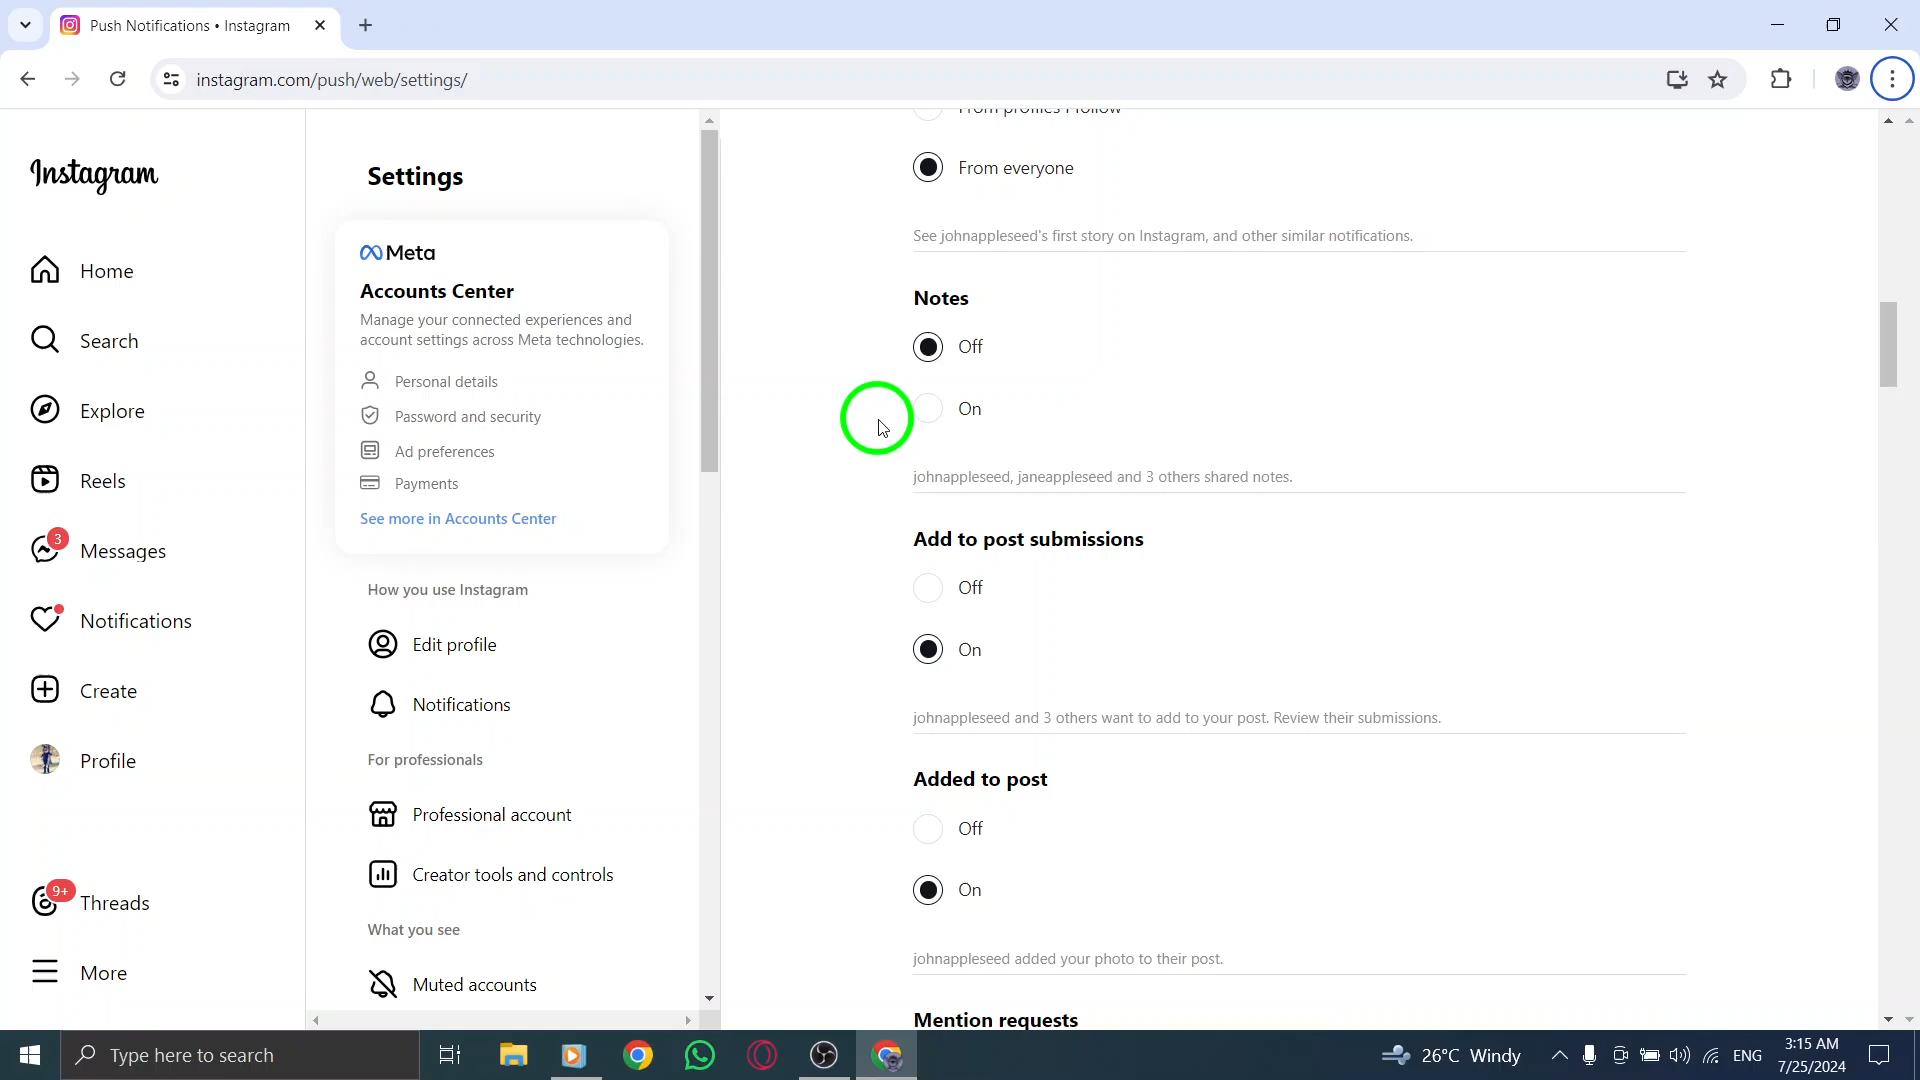 Push Notifications • Instagram
instagram.com/push/web/settings/
Instagram
Home
Search
Explore
Reels
3
Messages
Notifications
Create
Profile
9+
Threads
More
Settings
Meta
Accounts Center
Manage your connected experiences and
account settings across Meta technologies.
Personal details
Password and security
Ad preferences
Payments
See more in Accounts Center
How you use Instagram
Edit profile
Notifications
For professionals
Professional account
Creator tools and controls
What you see
Muted accounts
From profiles I follow
From everyone
See johnappleseed's first story on Instagram, and other similar notifications.
Notes
Off
On
johnappleseed, janeappleseed and 3 others shared notes.
Add to post submissions
Off
On
johnappleseed and 3 others want to add to your post. Review their submissions.
Added to post
Off
On
johnappleseed added your photo to their post.
Mention requests
Type here to search
26°C Windy
ENG
3:15 AM
7/25/2024